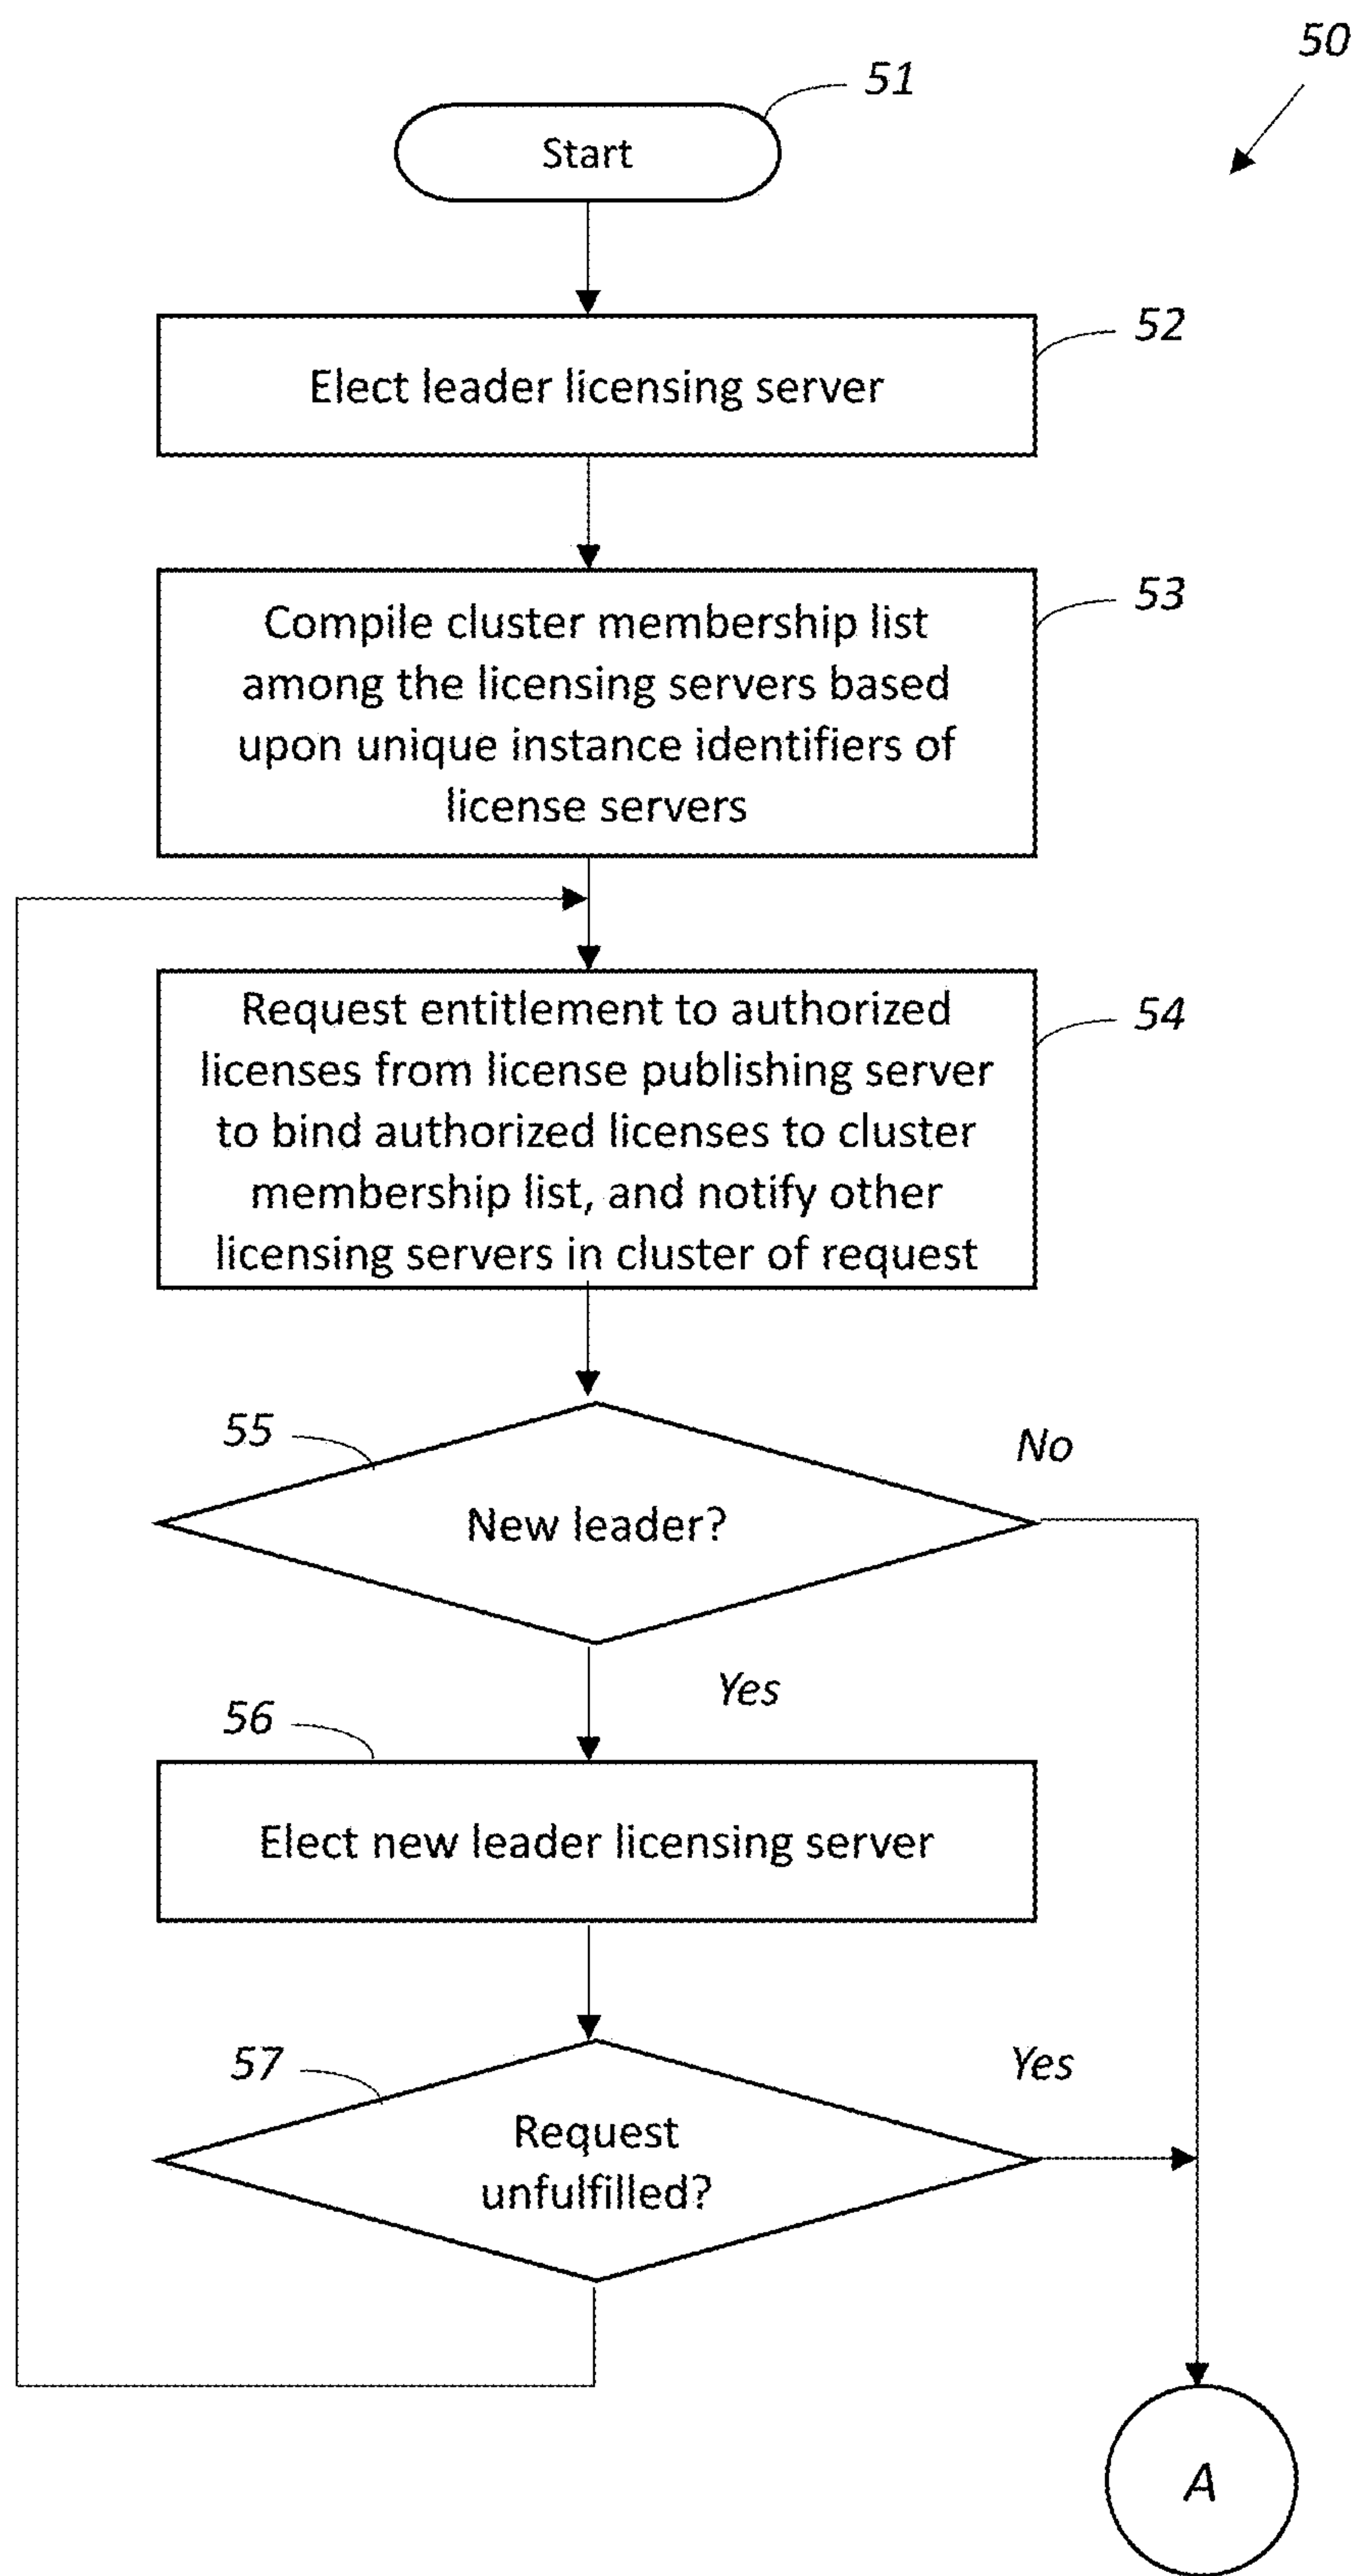 50
51
Start
52
Elect leader licensing server
53
Compile cluster membership list
among the licensing servers based
upon unique instance identifiers of
license servers
54
Request entitlement to authorized
licenses from license publishing server
to bind authorized licenses to cluster
membership list, and notify other
licensing servers in cluster of request
55
No
New leader?
Yes
56
Elect new leader licensing server
57
Yes
Request
unfulfilled?
A